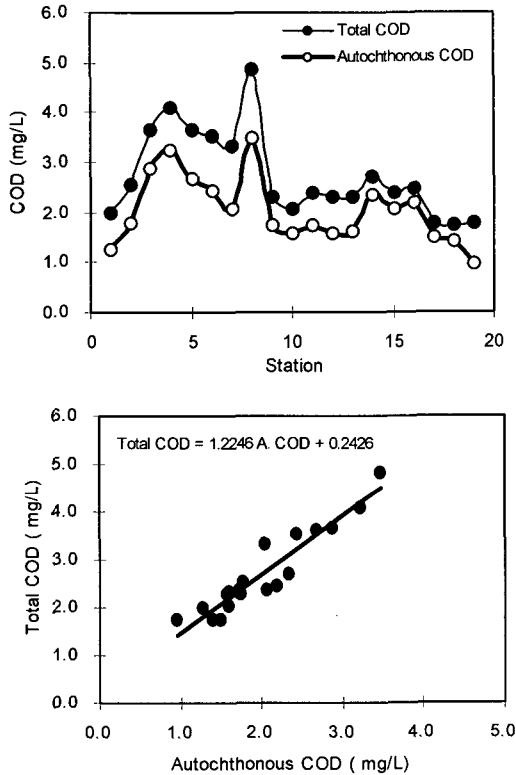 6.0
5.0
4.0
3.0
2.0
1.0
0.0
COD (mg/L)
Total COD
Autochthonous COD
0 5 10 15 20
Station
6.0
5.0
4.0
3.0
2.0
1.0
0.0
Total COD ( mg/L)
Total COD = 1.2246 A. COD + 0.2426
0.0 1.0 2.0 3.0 4.0 5.0
Autochthonous COD ( mg/L)